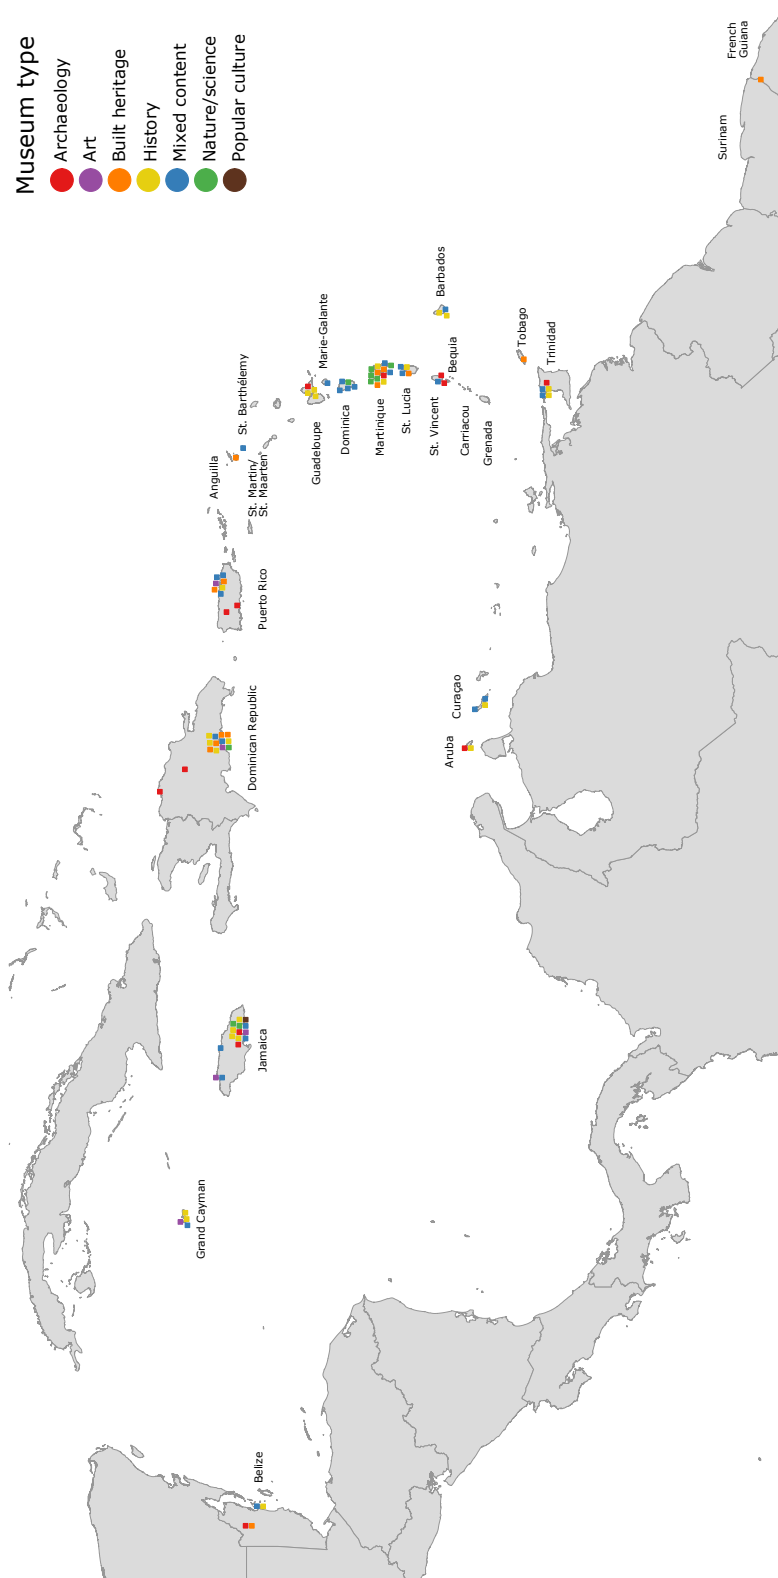 Museum type
Archaeology
Art
Built heritage
History
Mixed content
Nature/science
Popular culture
Belize
Grand Cayman
Jamaica
Dominican Republic
Puerto Rico
Anguilla
St. Martin/
St. Maarten
St. Barthélemy
Guadeloupe
Marie-Galante
Dominica
Martinique
St. Lucia
St. Vincent
Bequia
Barbados
Carriacou
Grenada
Tobago
Trinidad
Aruba
Curaçao
Surinam
French
Guiana